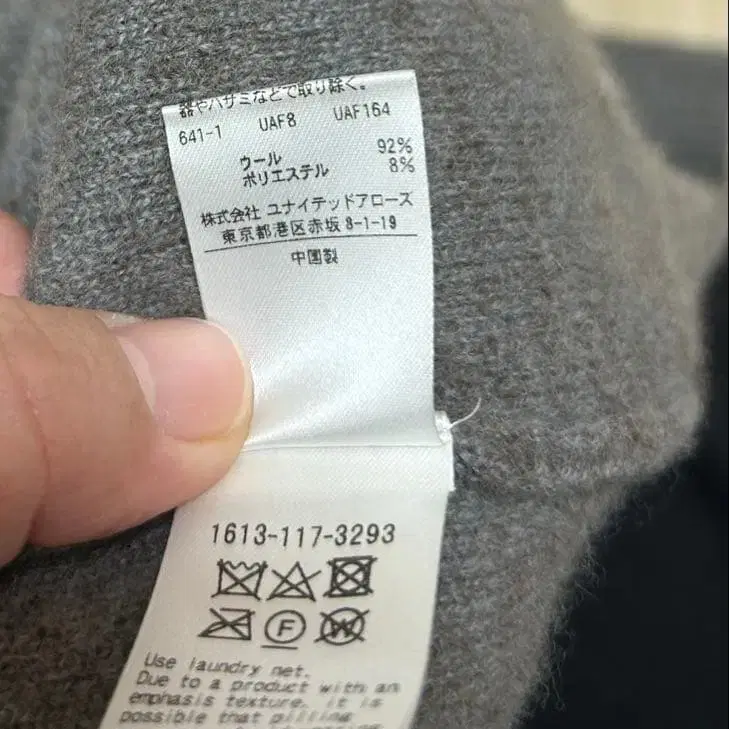 器やハサミなどで取り除く。
641-1 UAF8 UAF164
ウール 92%
ポリエステル 8%
株式会社 ユナイテッドアローズ
東京都港区赤坂 8-1-19
中国製
1613-117-3293
F
W
Use laundry net.
Due to a product with an
emphasis texture, it is
possible that pilling